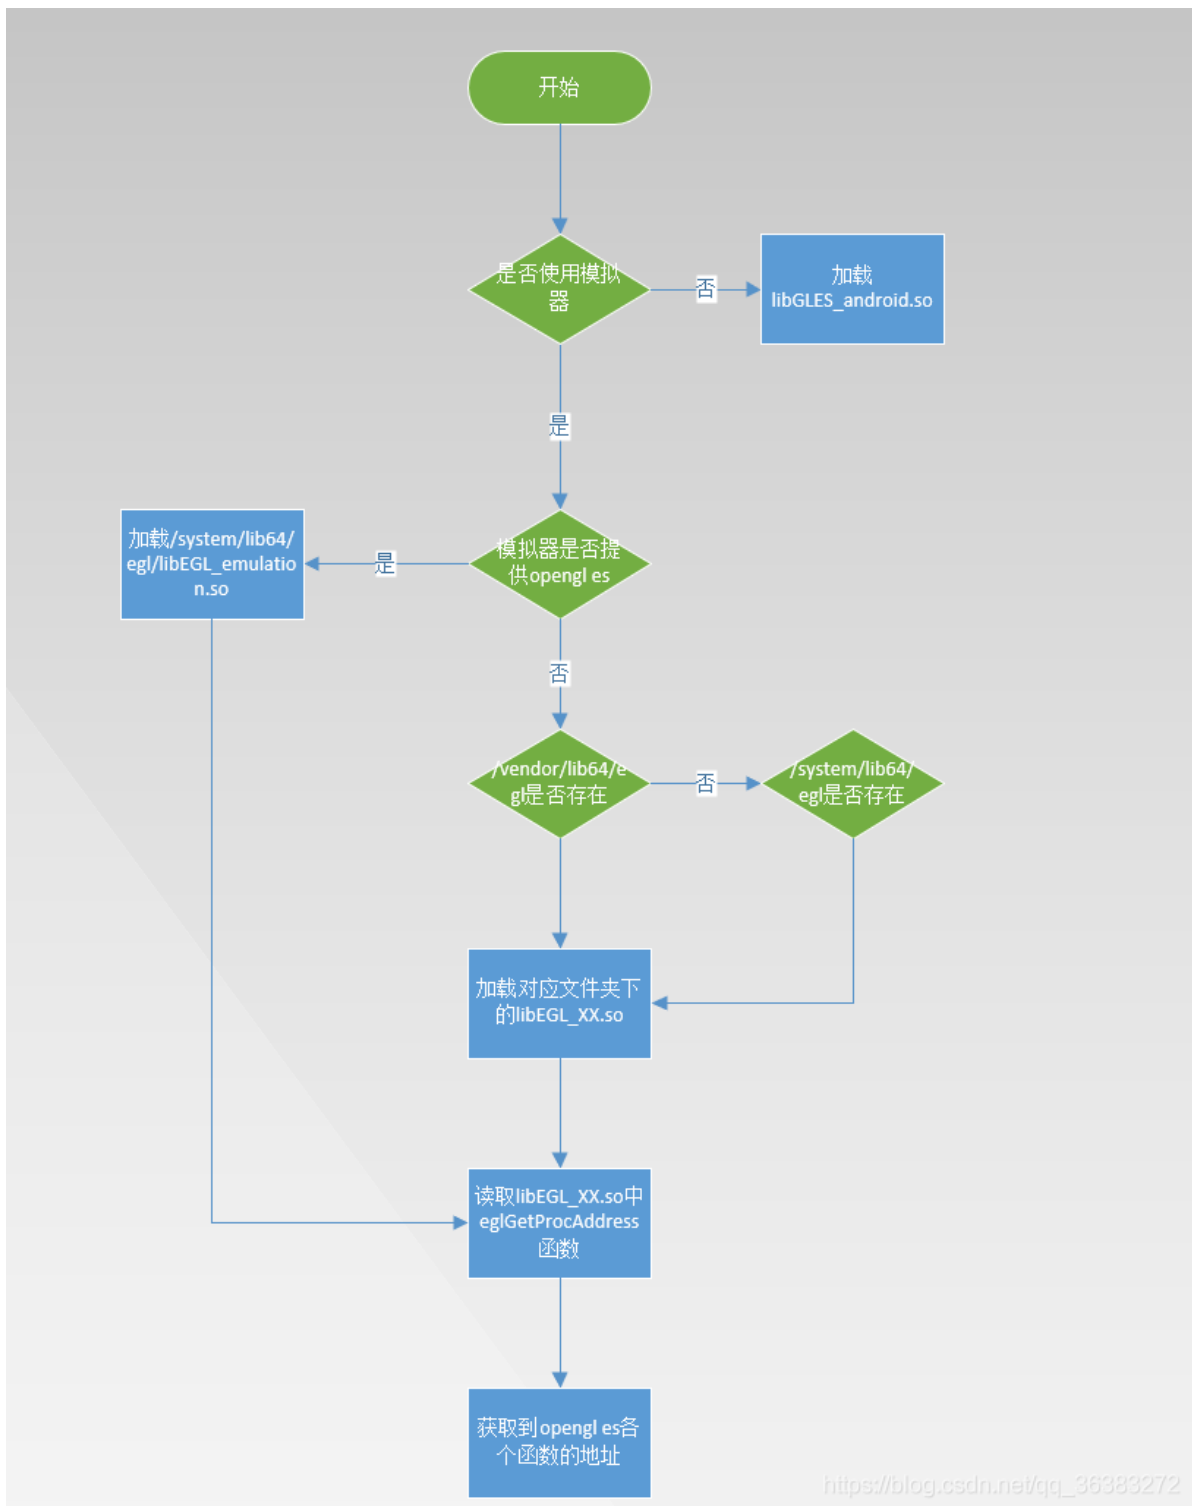 开始
是否使用模拟
器
否
加载
libGLES_android.so
是
加载/system/lib64/
egl/libEGL_emulatio
n.so
是
模拟器是否提
供opengl es
否
/vendor/lib64/e
gl是否存在
否
/system/lib64/
egl是否存在
加载对应文件夹下
的libEGL_XX.so
读取libEGL_XX.so中
eglGetProcAddress
函数
获取到opengl es各
个函数的地址
https://blog.csdn.net/qq_36383272